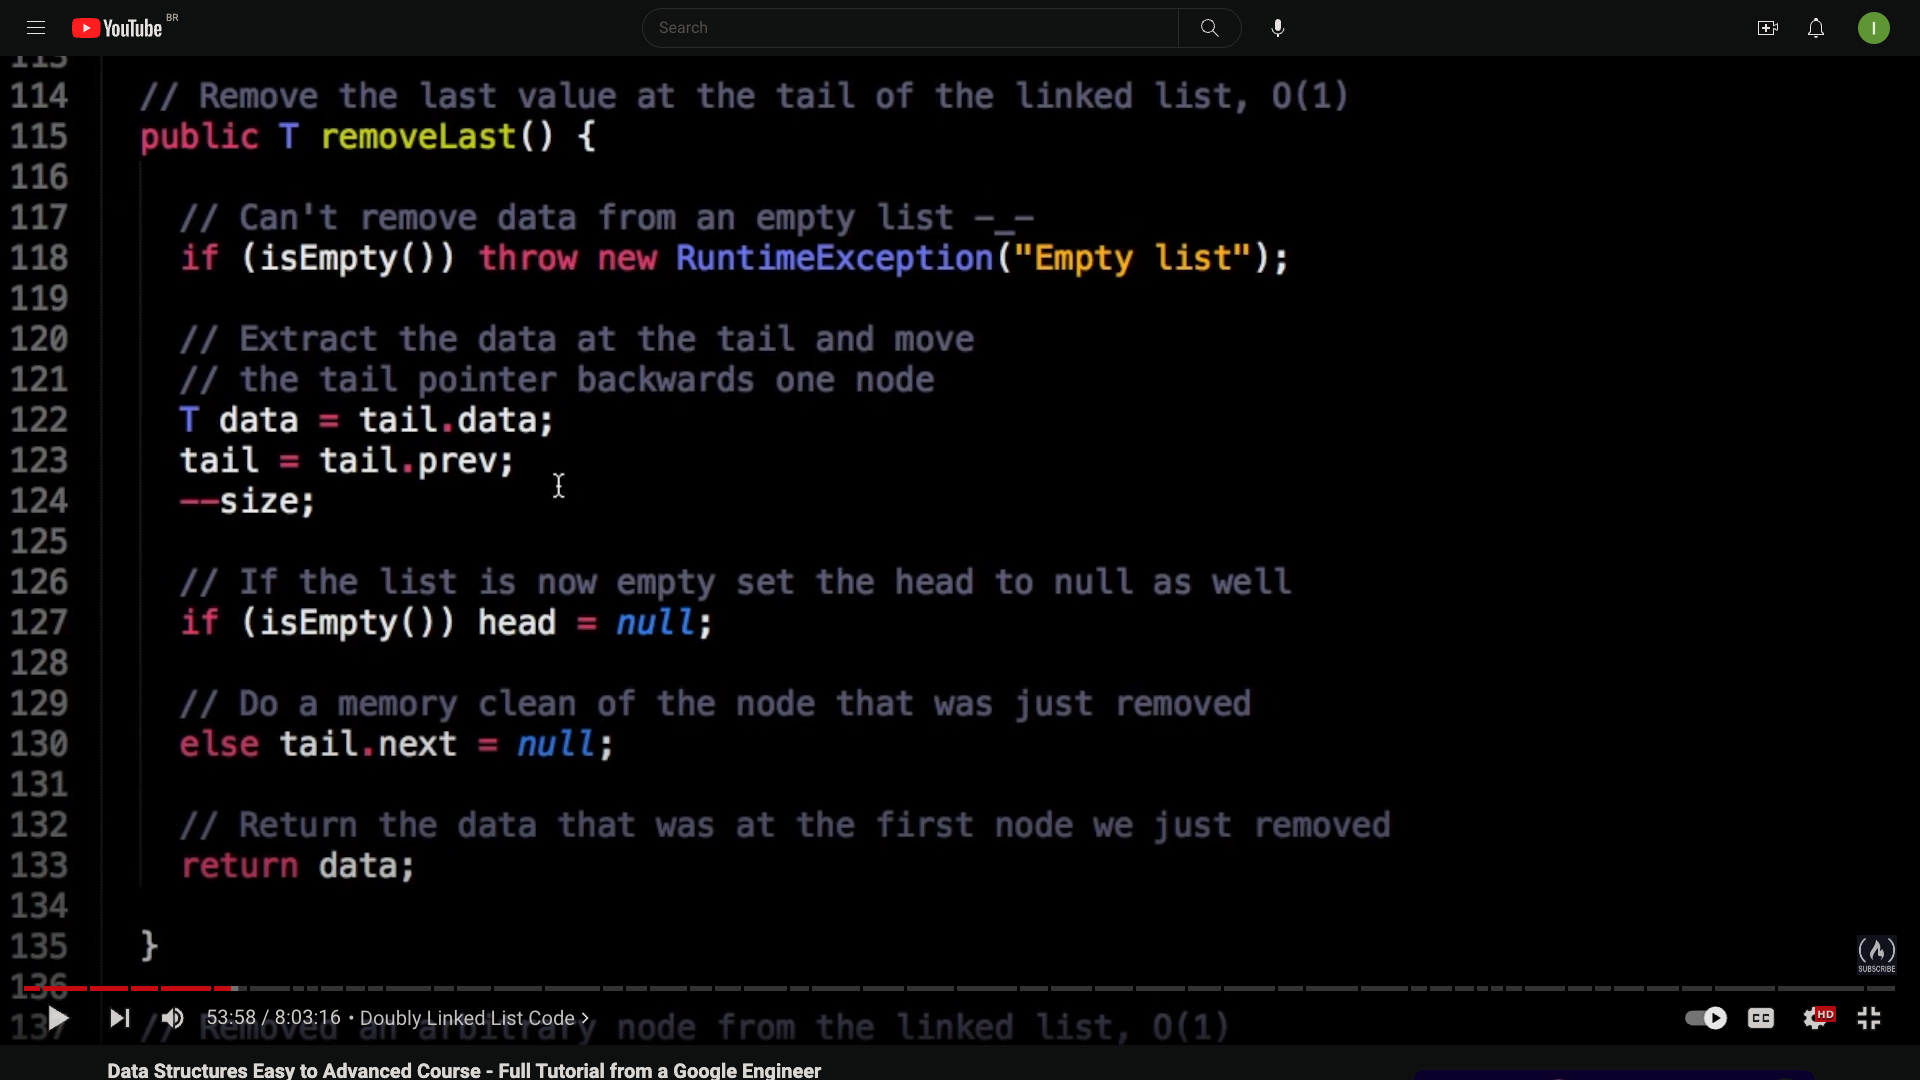 YouTube BR
Search
I
113
114 // Remove the last value at the tail of the linked list, O(1)
115 public T removeLast() {
116
117 // Can't remove data from an empty list -_-
118 if (isEmpty()) throw new RuntimeException("Empty list");
119
120 // Extract the data at the tail and move
121 // the tail pointer backwards one node
122 T data = tail.data;
123 tail = tail.prev;
124 --size;
125
126 // If the list is now empty set the head to null as well
127 if (isEmpty()) head = null;
128
129 // Do a memory clean of the node that was just removed
130 else tail.next = null;
131
132 // Return the data that was at the first node we just removed
133 return data;
134
135 }
SUBSCRIBE
136
137 // Removed an arbitrary node from the linked list, O(1)
53:58 / 8:03:16 • Doubly Linked List Code >
CC HD
Data Structures Easy to Advanced Course - Full Tutorial from a Google Engineer